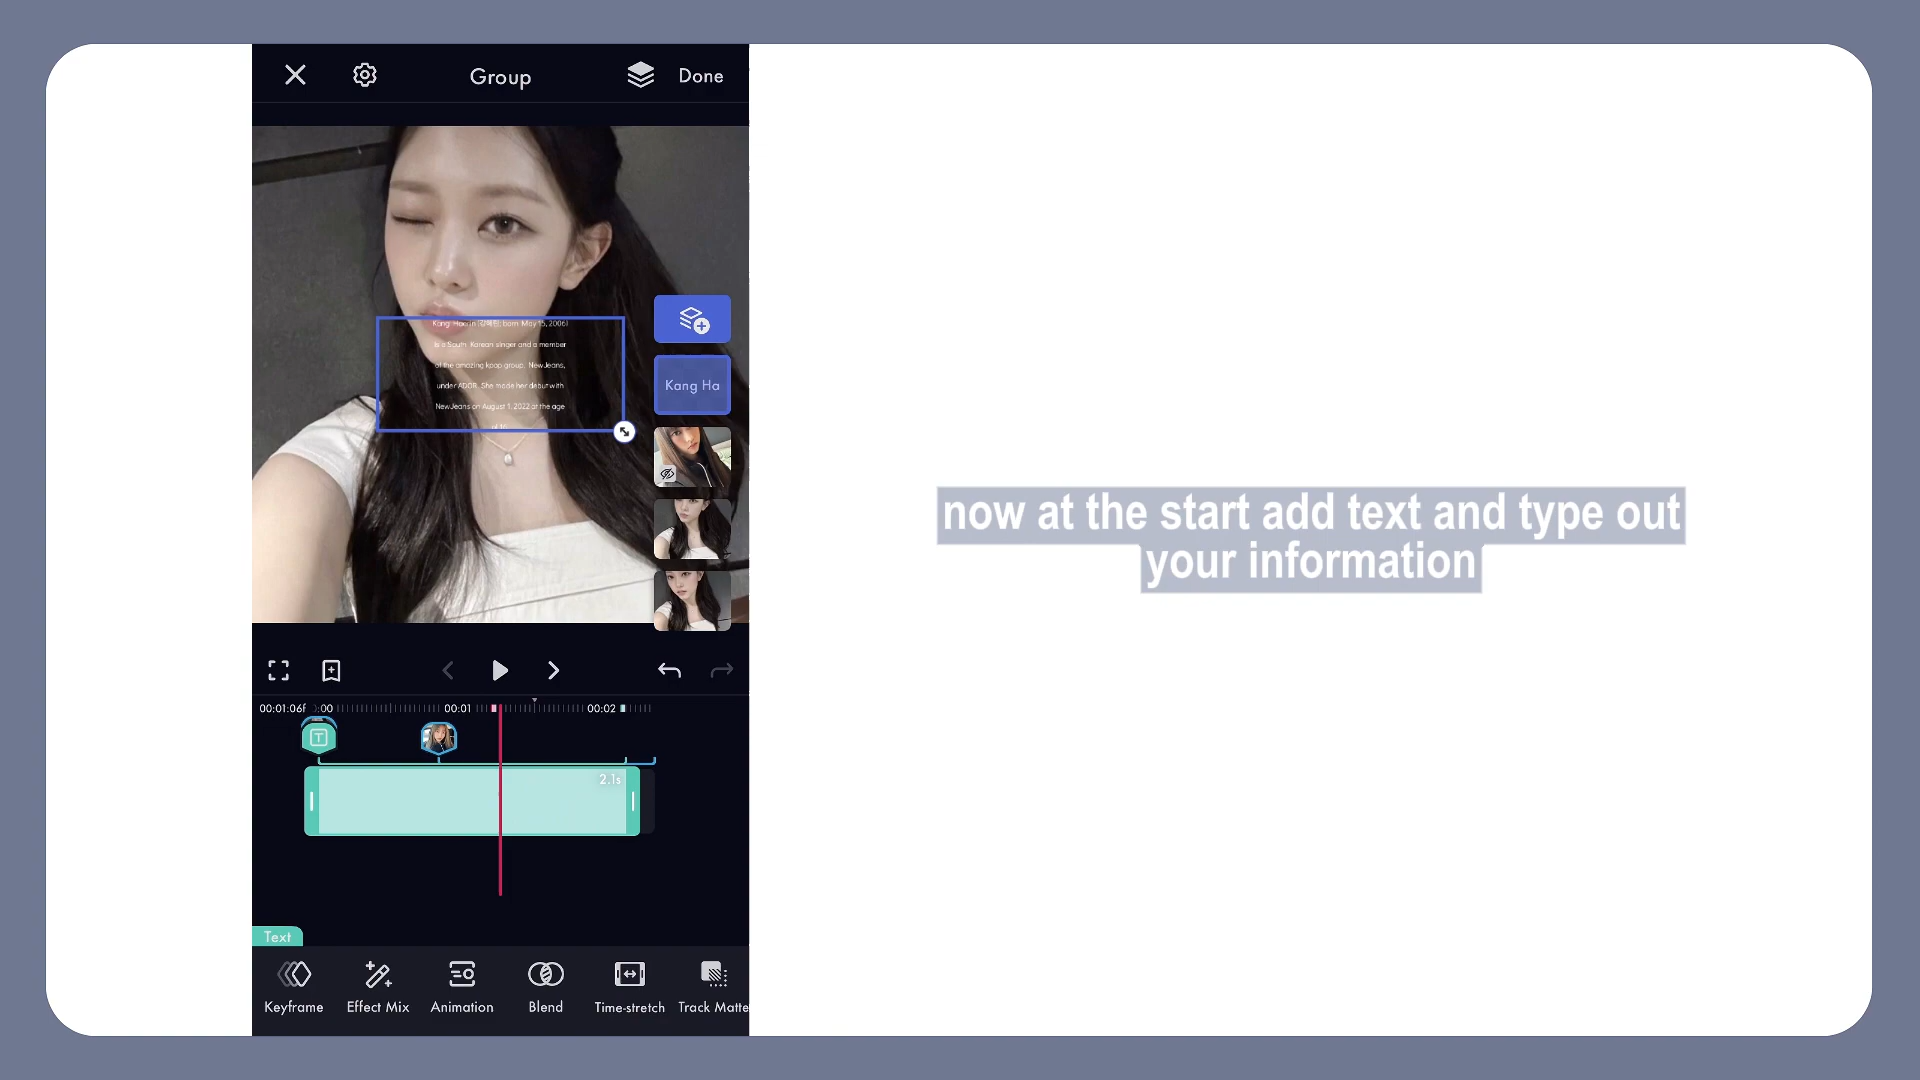 Group
Done
Kang Haerin (강해린; born May 15, 2006)
is a South Korean singer and a member
of the amazing kpop group, NewJeans,
under ADOR. She made her debut with
NewJeans on August 1, 2022 at the age
of 16.
Kang Ha
now at the start add text and type out
your information
00:01:06f :00 00:01 00:02
T
2.1s
Text
Keyframe Effect Mix Animation Blend Time-stretch Track Matte